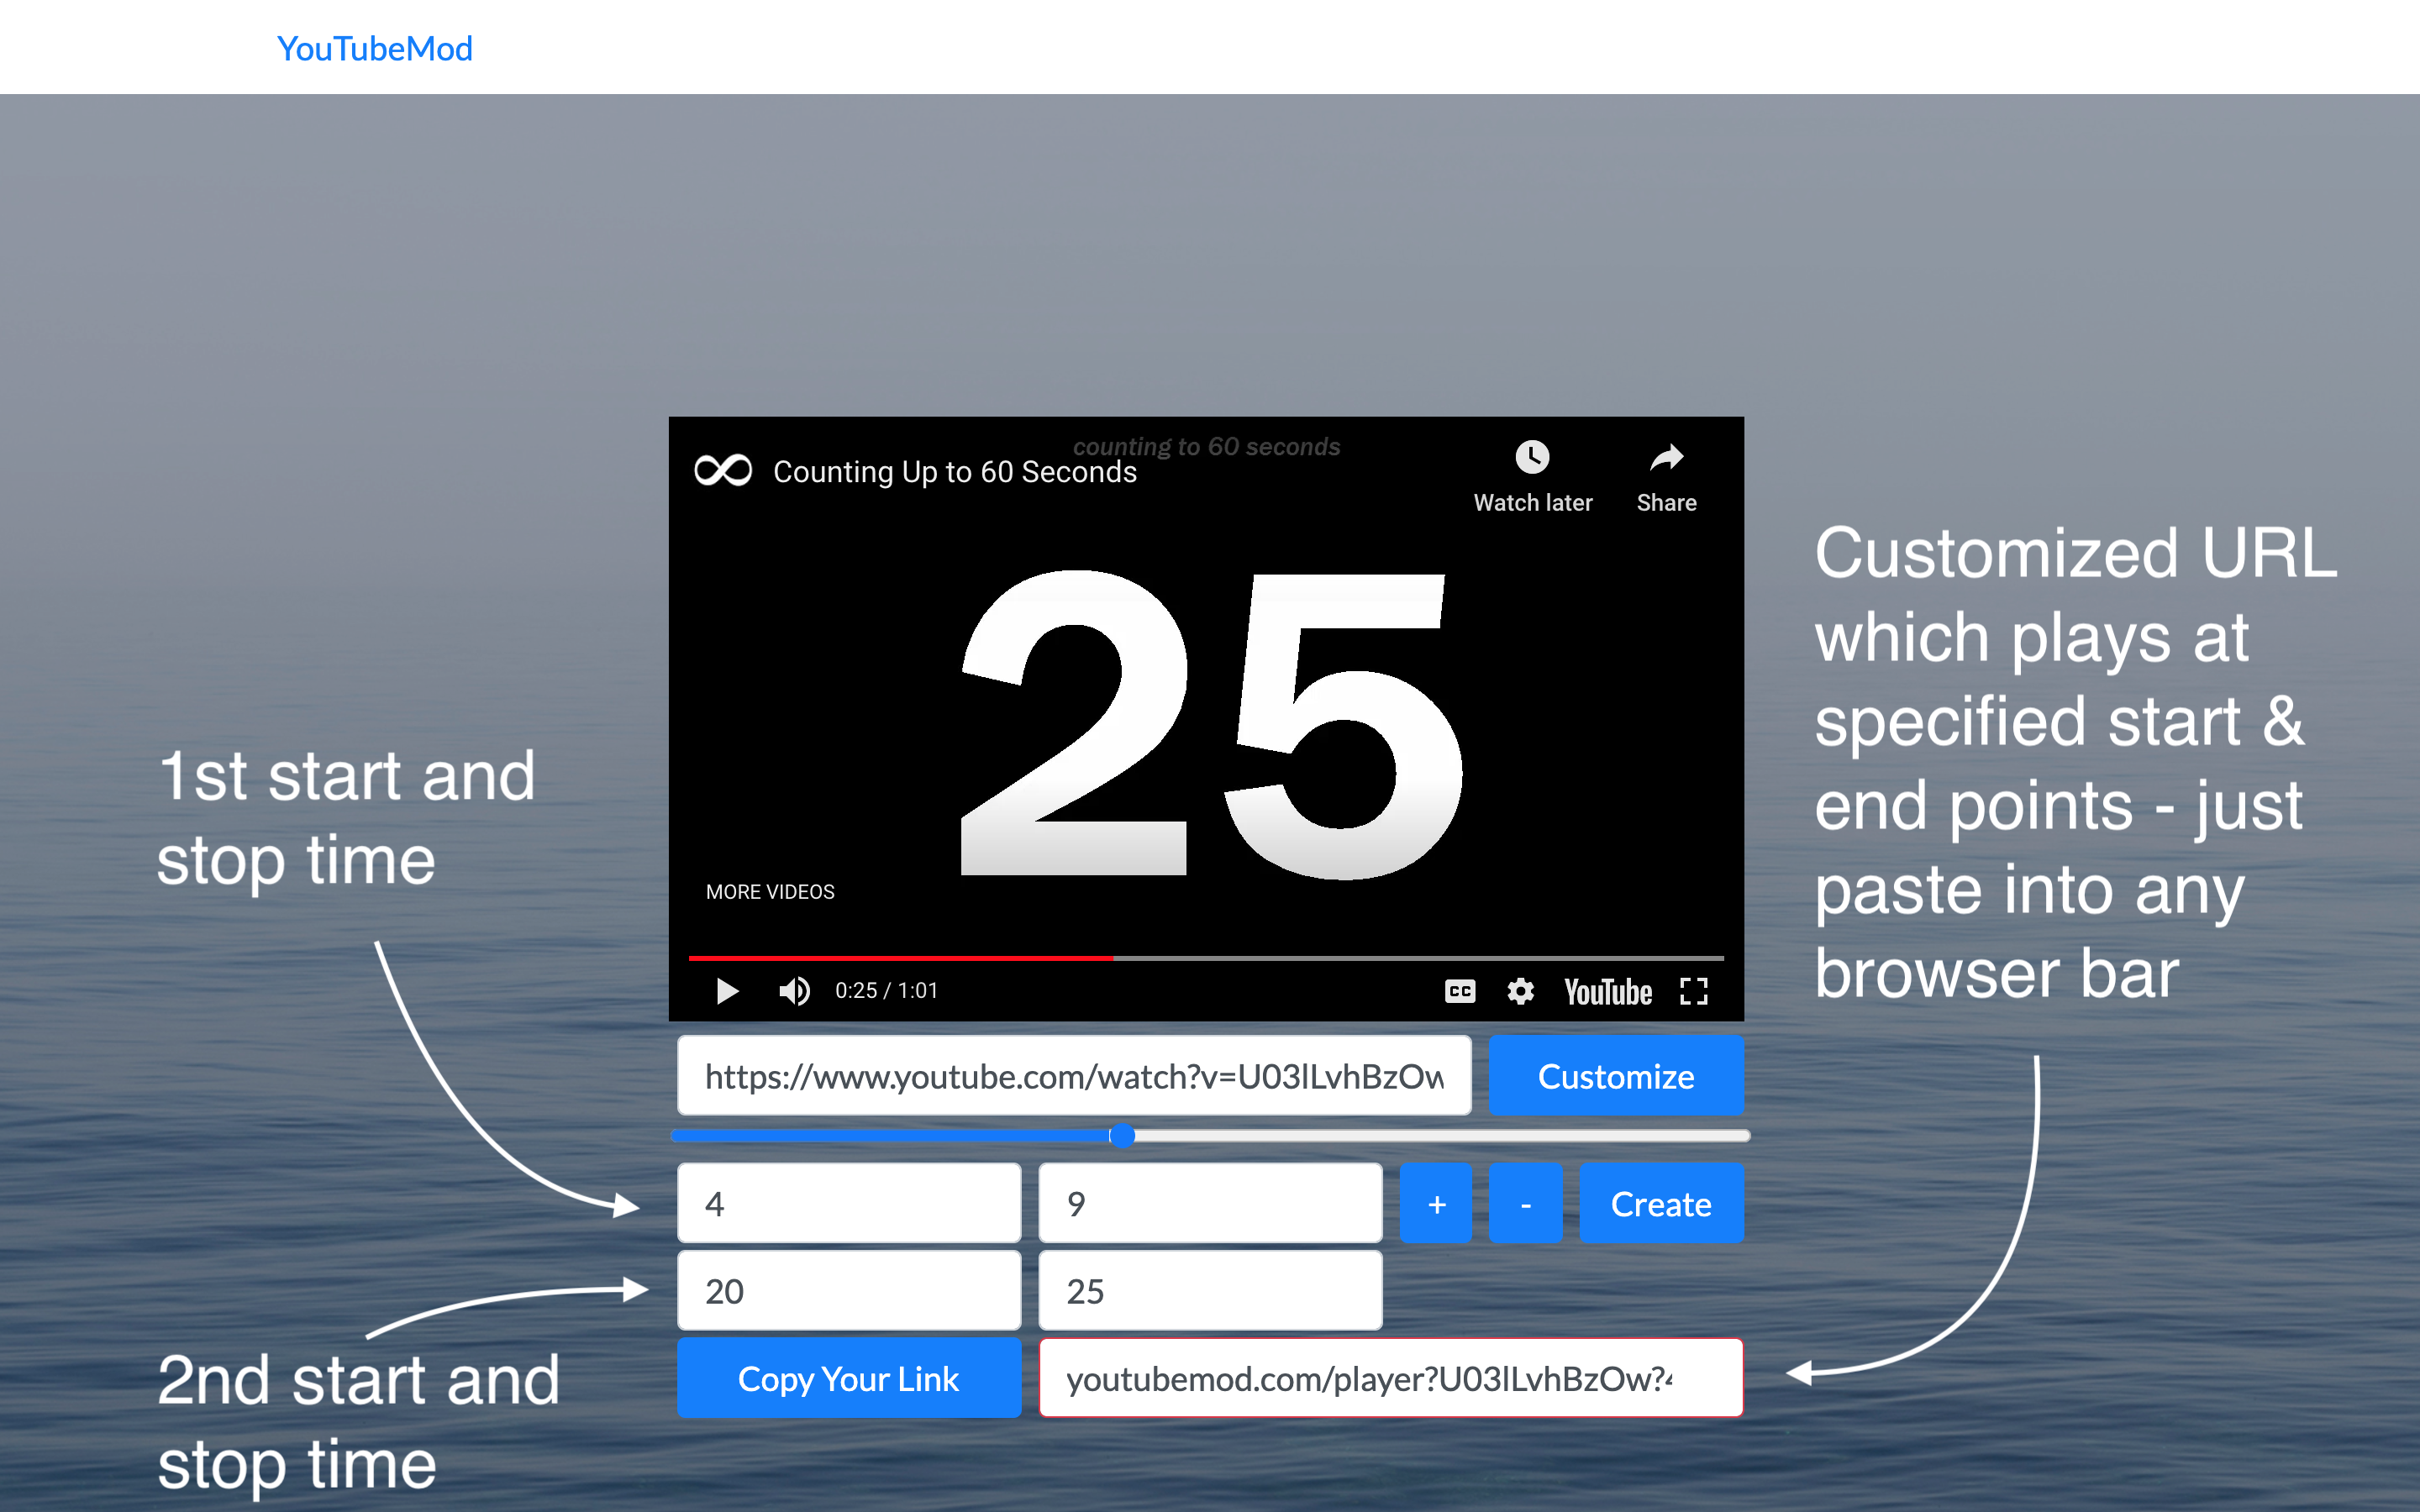 YouTubeMod
counting to 60 seconds
Counting Up to 60 Seconds
Watch later
Share
25
MORE VIDEOS
0:25 / 1:01
CC
YouTube
1st start and
stop time
Customized URL
which plays at
specified start &
end points - just
paste into any
browser bar
https://www.youtube.com/watch?v=U03lLvhBzOw
Customize
4
9
+
-
Create
20
25
Copy Your Link
youtubemod.com/player?U03lLvhBzOw?
2nd start and
stop time